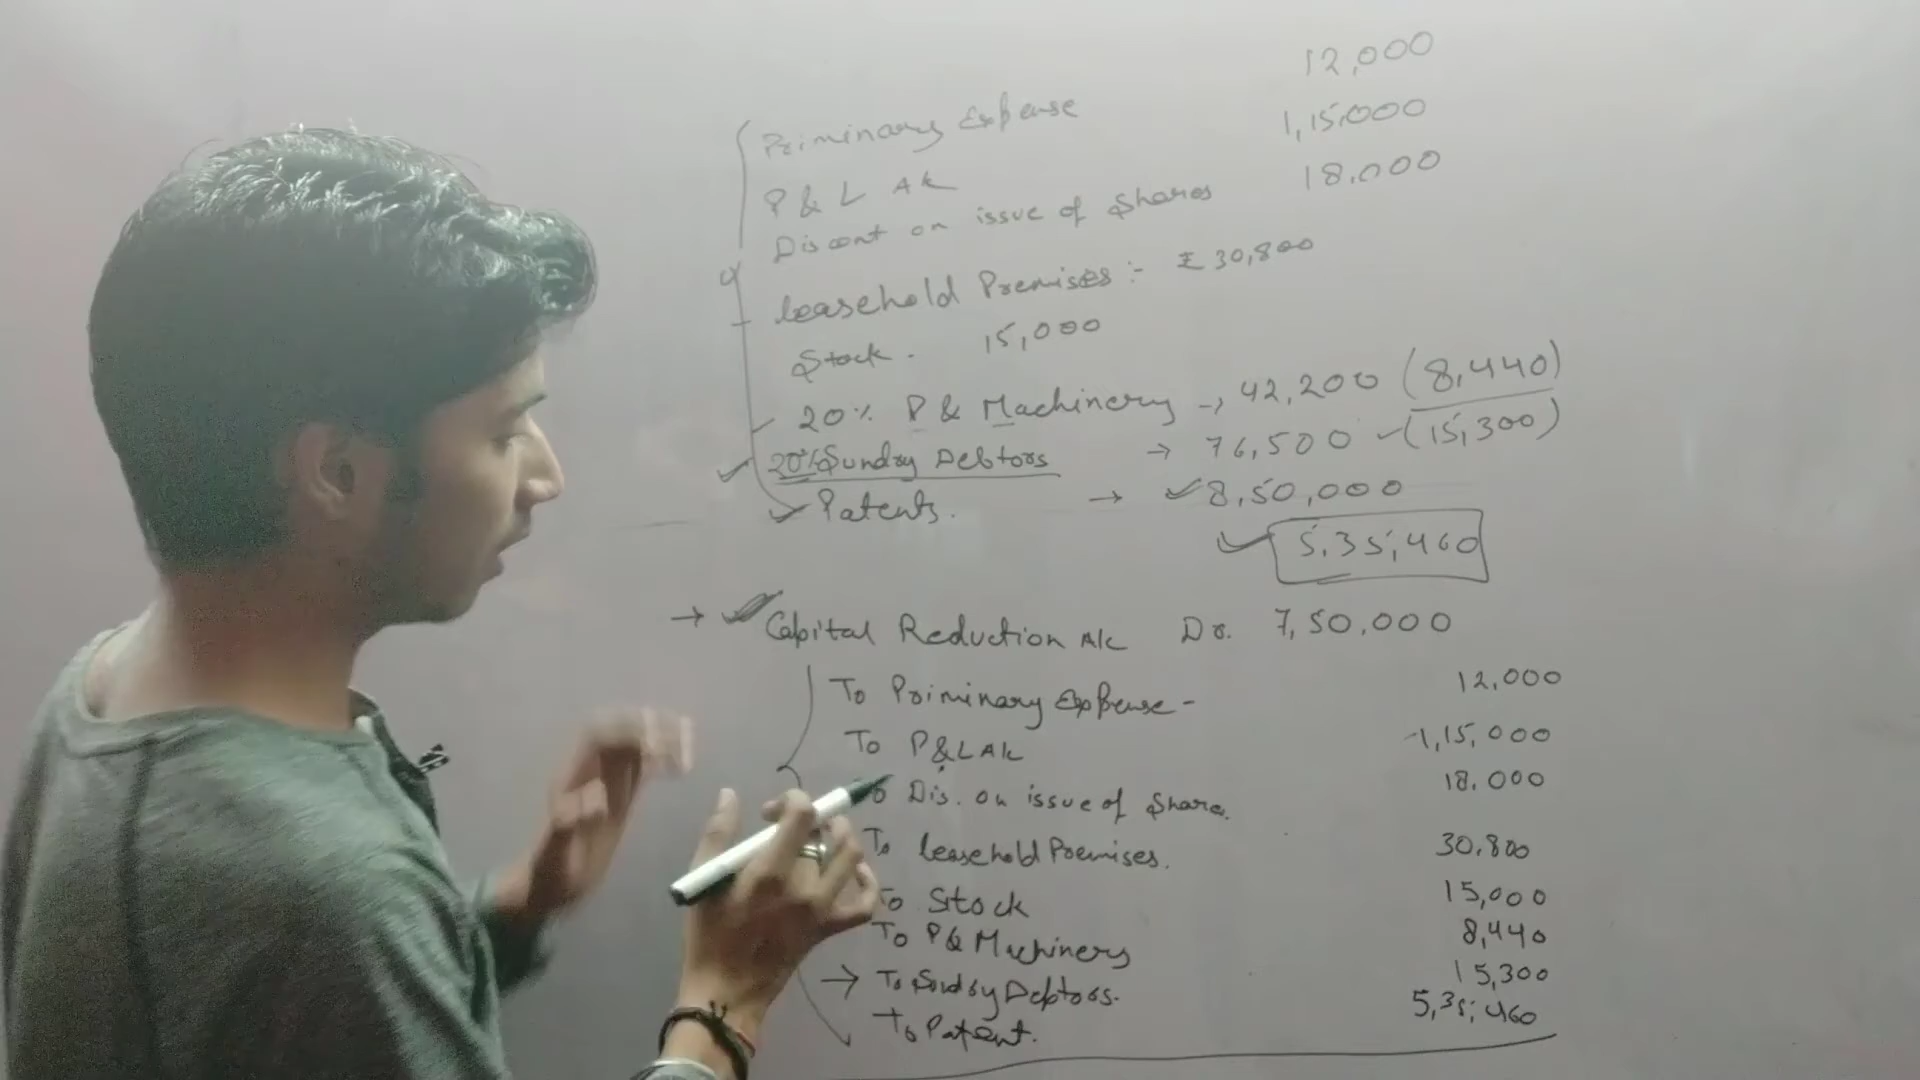 12,000
Priminary Expense 1,15,000
P & L A/c 18,000
Discont on issue of Shares
leasehold Premises :- ₹ 30,800
Stock. 15,000
20% P & Machinery → 42,200 (8,440)
20% Sundry Debtors → 76,500 (15,300)
Patents. → 8,50,000
5,35,460
→ Capital Reduction A/c Dr. 7,50,000
To Priminary Expense - 12,000
To P&L A/c 1,15,000
To Dis. on issue of Share. 18,000
To leasehold Premises. 30,800
To Stock 15,000
To P& Machinery 8,440
→ To Sundry Debtors. 15,300
To Patent. 5,35,460